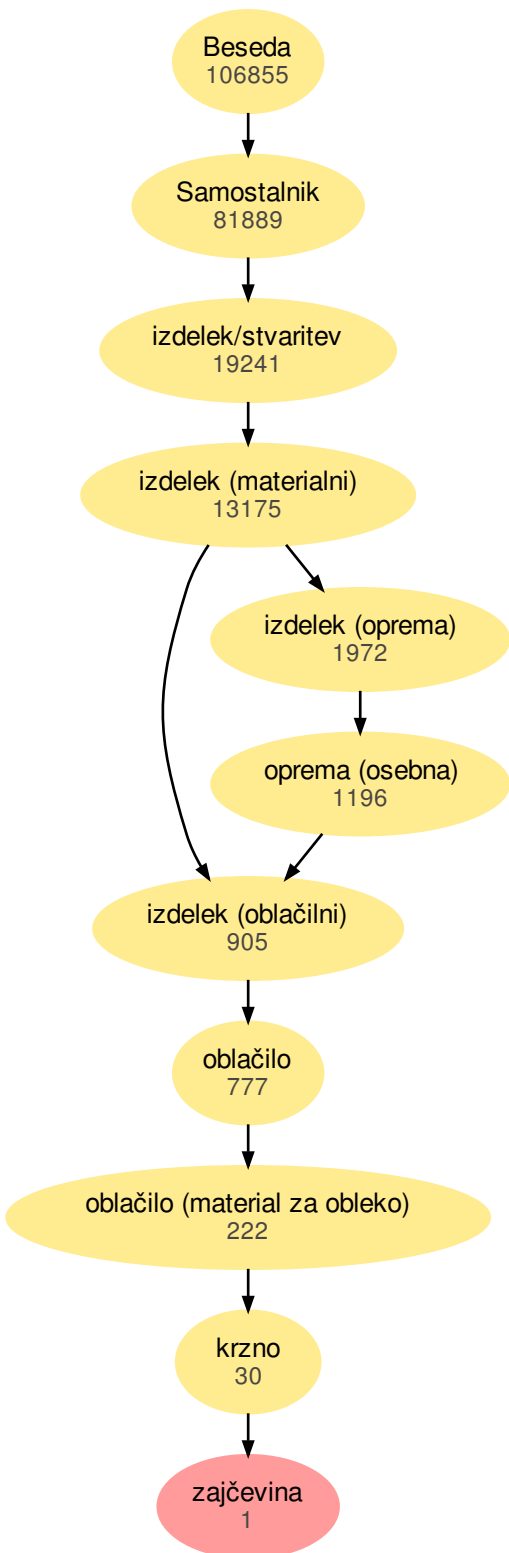 Beseda
106855
Samostalnik
81889
izdelek/stvaritev
19241
izdelek (materialni)
13175
izdelek (oprema)
1972
oprema (osebna)
1196
izdelek (oblačilni)
905
oblačilo
777
oblačilo (material za obleko)
222
krzno
30
zajčevina
1